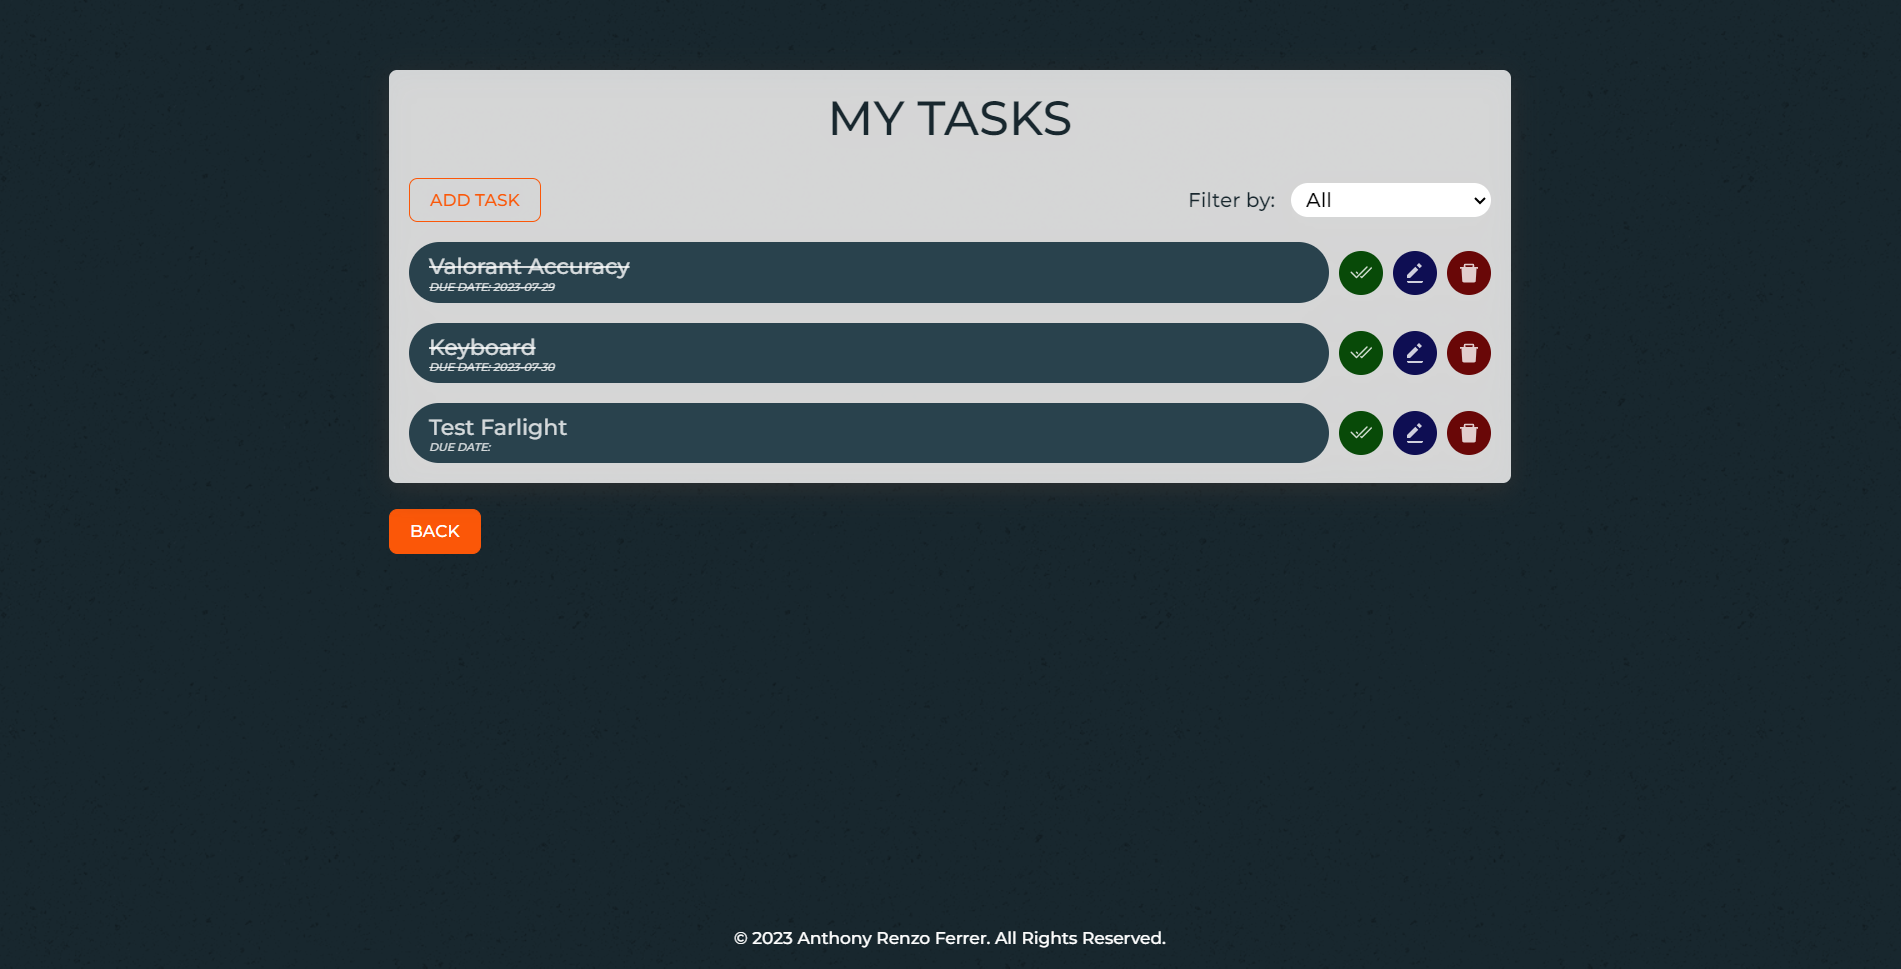 MY TASKS
ADD TASK
Filter by:
All
Valorant Accuracy
DUE DATE: 2023-07-29
Keyboard
DUE DATE: 2023-07-30
Test Farlight
DUE DATE:
BACK
© 2023 Anthony Renzo Ferrer. All Rights Reserved.